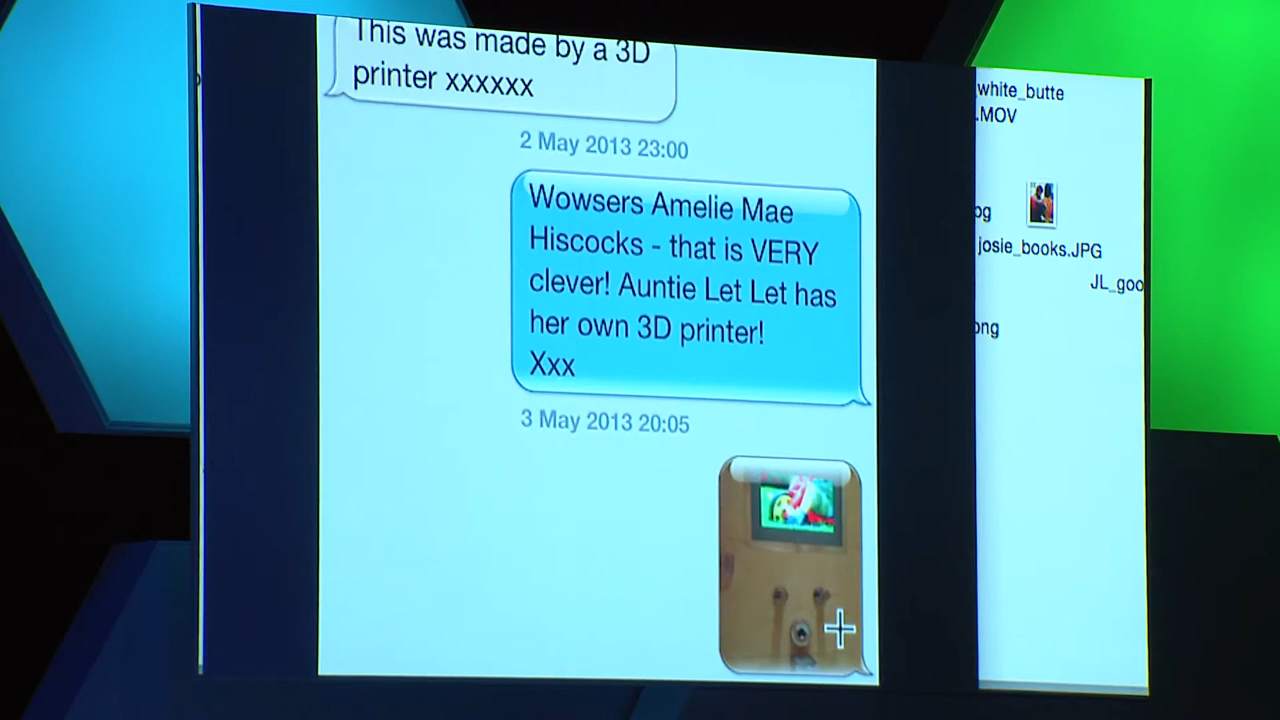 This was made by a 3D
printer xxxxxx
2 May 2013 23:00
Wowsers Amelie Mae
Hiscocks - that is VERY
clever! Auntie Let Let has
her own 3D printer!
Xxx
3 May 2013 20:05
white_butte
.MOV
josie_books.JPG
JL_goo